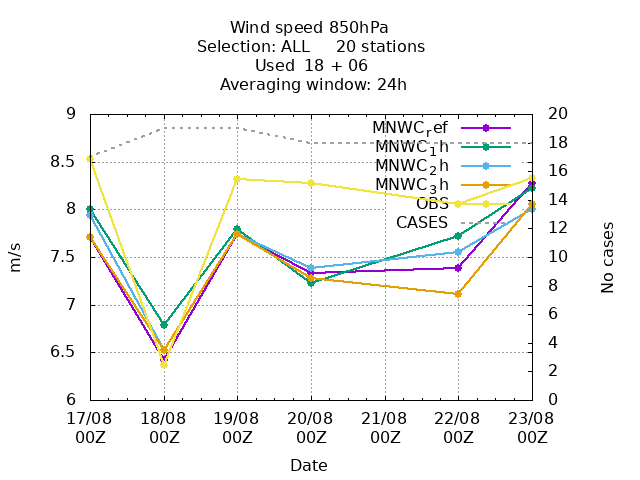 Wind speed 850hPa
Selection: ALL     20 stations
Used  18 + 06
Averaging window: 24h
9
8.5
8
7.5
7
6.5
6
m/s
20
18
16
14
12
10
8
6
4
2
0
No cases
MNWC_ref
MNWC_1h
MNWC_2h
MNWC_3h
OBS
CASES
17/08 18/08 19/08 20/08 21/08 22/08 23/08
00Z 00Z 00Z 00Z 00Z 00Z 00Z
Date